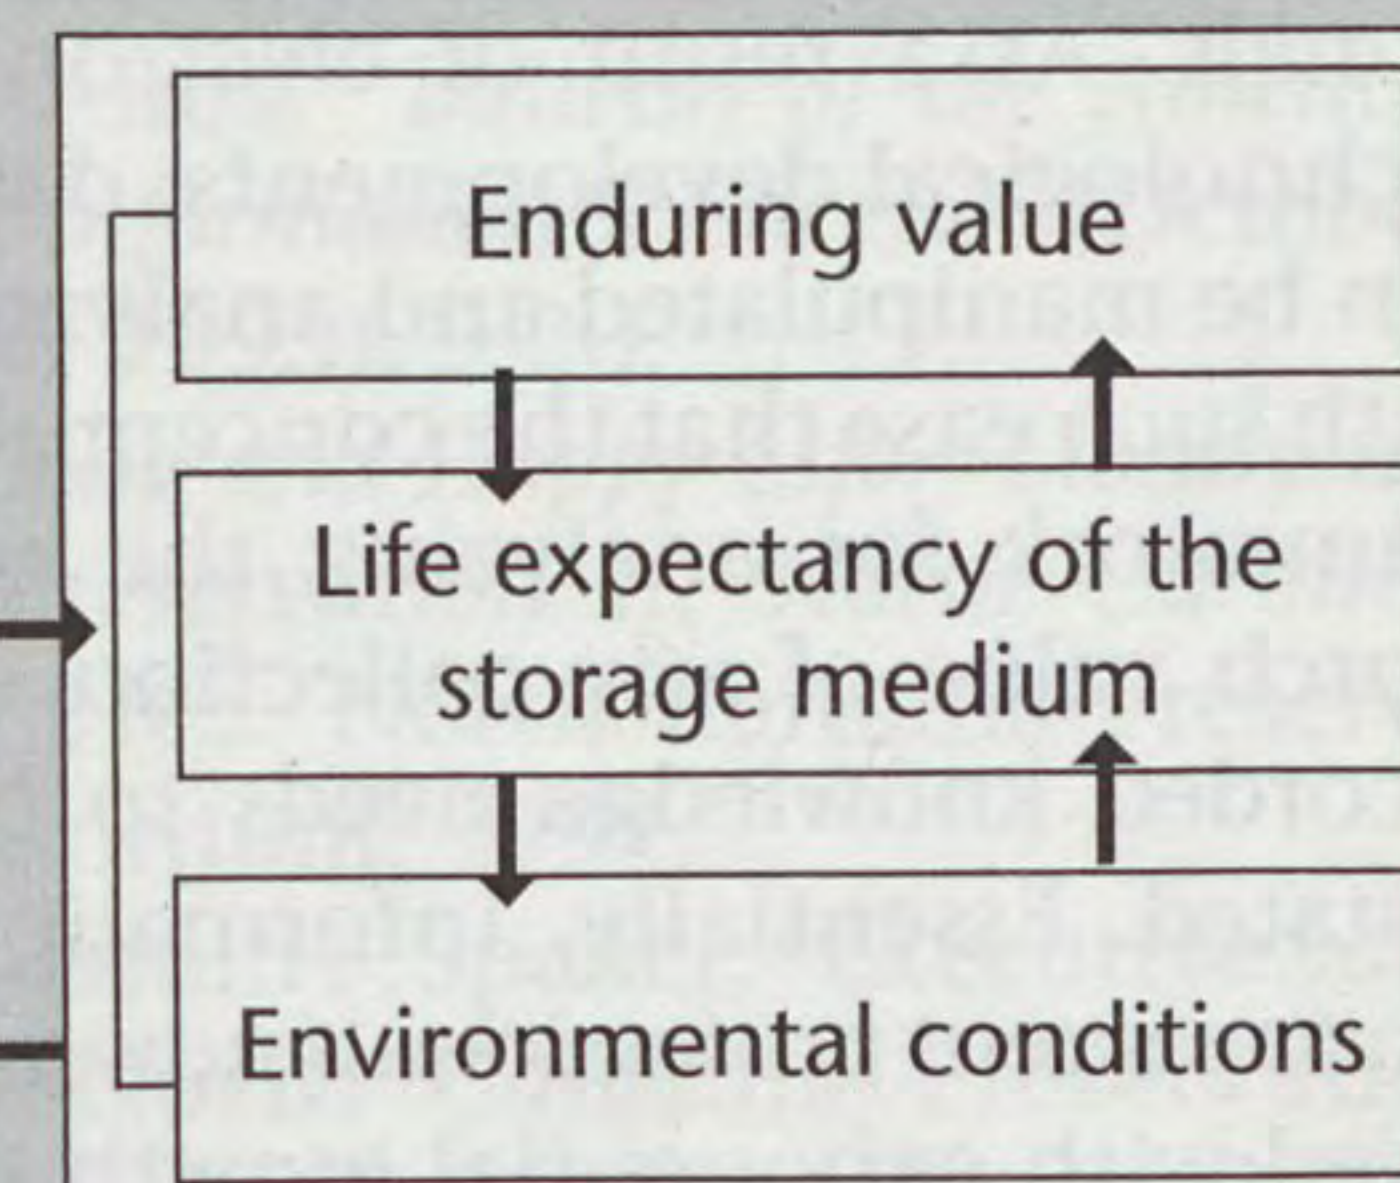 Enduring value
Life expectancy of the
storage medium
Environmental conditions